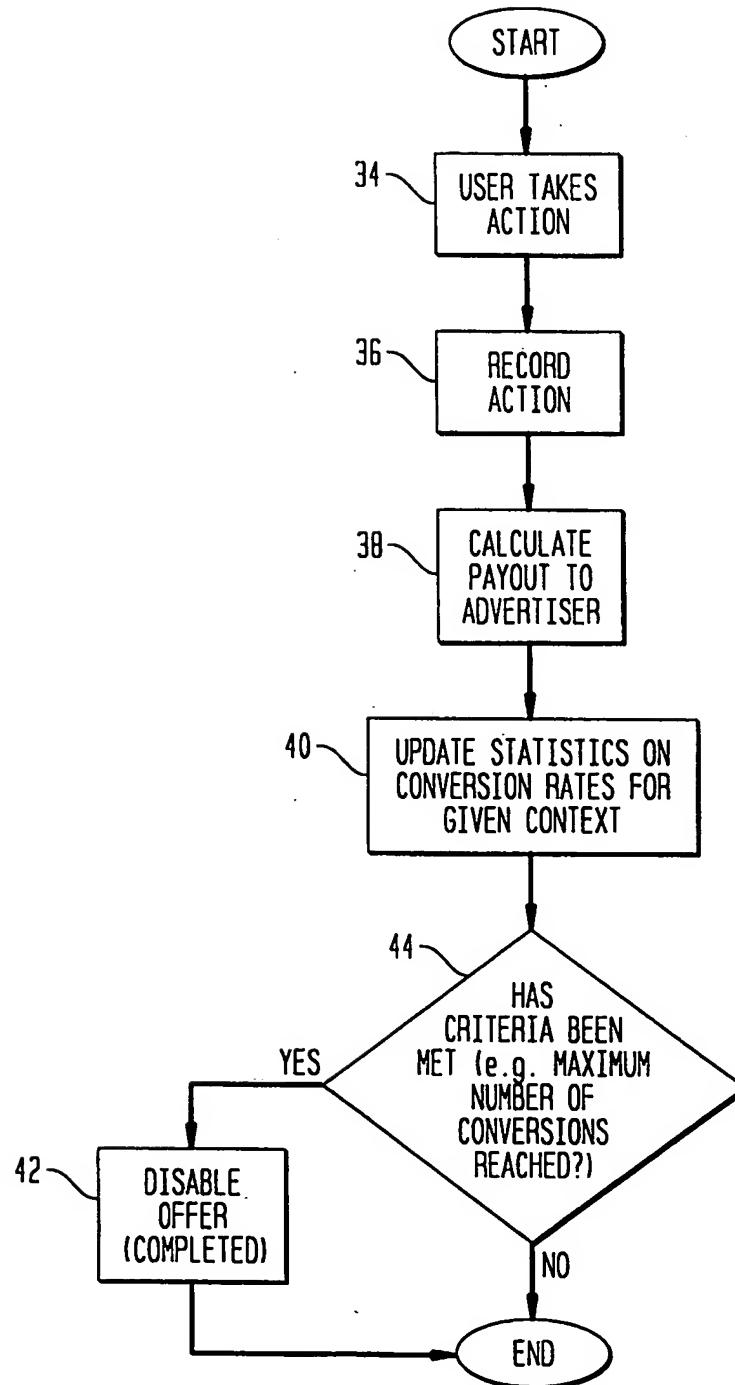 START
34
USER TAKES
ACTION
36
RECORD
ACTION
38
CALCULATE
PAYOUT TO
ADVERTISER
40
UPDATE STATISTICS ON
CONVERSION RATES FOR
GIVEN CONTEXT
44
HAS
CRITERIA BEEN
MET (e.g. MAXIMUM
NUMBER OF
CONVERSIONS
REACHED?)
YES
42
DISABLE
OFFER
(COMPLETED)
NO
END